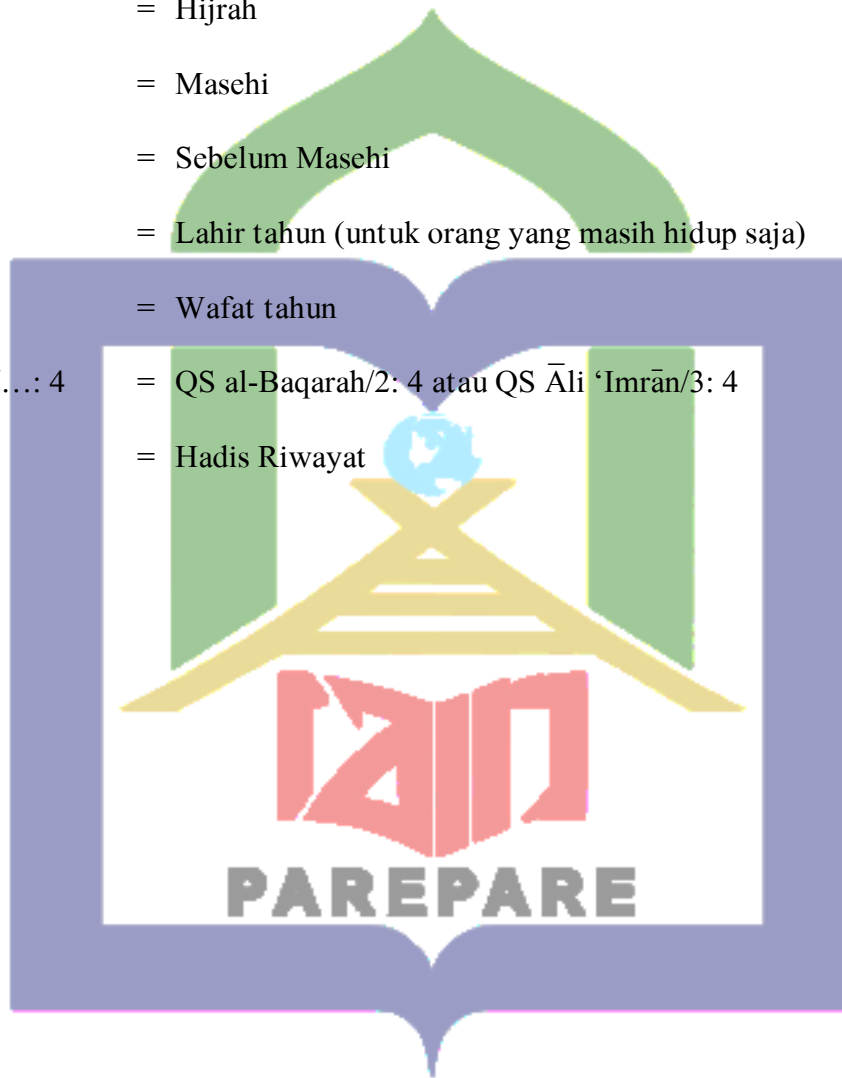 = Hijrah
= Masehi
= Sebelum Masehi
= Lahir tahun (untuk orang yang masih hidup saja)
= Wafat tahun
…: 4 = QS al-Baqarah/2: 4 atau QS Āli ‘Imrān/3: 4
= Hadis Riwayat
iain
PAREPARE